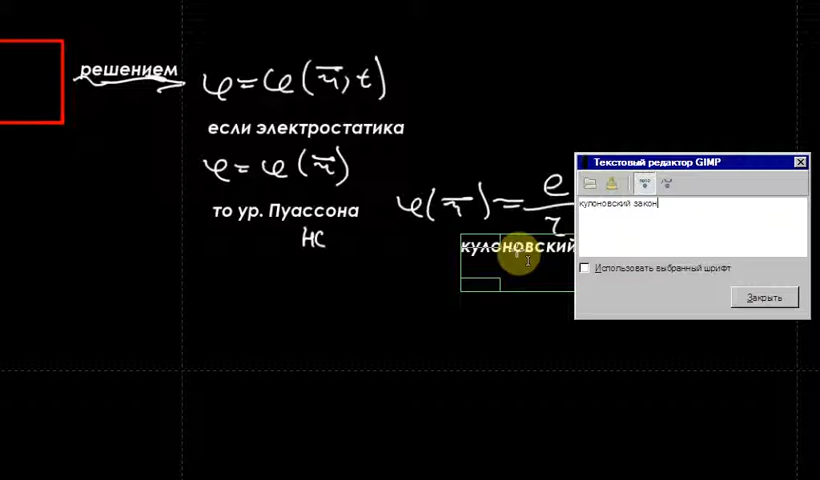 решением
φ = φ(r̄, t)
если электростатика
φ = φ(r̄)
то ур. Пуассона
НС
φ(r̄) = e/r
кулоновский
Текстовый редактор GIMP
кулоновский закон
Использовать выбранный шрифт
Закрыть